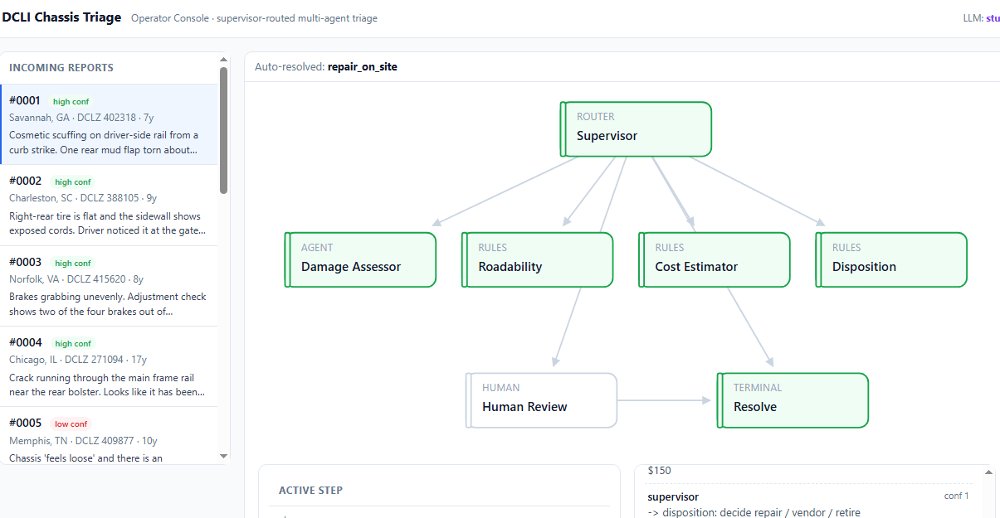 DCLI Chassis Triage
Operator Console · supervisor-routed multi-agent triage
LLM: stu
INCOMING REPORTS
#0001 high conf
Savannah, GA · DCLZ 402318 · 7y
Cosmetic scuffing on driver-side rail from a
curb strike. One rear mud flap torn about...
#0002 high conf
Charleston, SC · DCLZ 388105 · 9y
Right-rear tire is flat and the sidewall shows
exposed cords. Driver noticed it at the gate...
#0003 high conf
Norfolk, VA · DCLZ 415620 · 8y
Brakes grabbing unevenly. Adjustment check
shows two of the four brakes out of...
#0004 high conf
Chicago, IL · DCLZ 271094 · 17y
Crack running through the main frame rail
near the rear bolster. Looks like it has been...
#0005 low conf
Memphis, TN · DCLZ 409877 · 10y
Chassis 'feels loose' and there is an
Auto-resolved: repair_on_site
ROUTER
Supervisor
AGENT
Damage Assessor
RULES
Roadability
RULES
Cost Estimator
RULES
Disposition
HUMAN
Human Review
TERMINAL
Resolve
ACTIVE STEP
$150
supervisor
conf 1
-> disposition: decide repair / vendor / retire